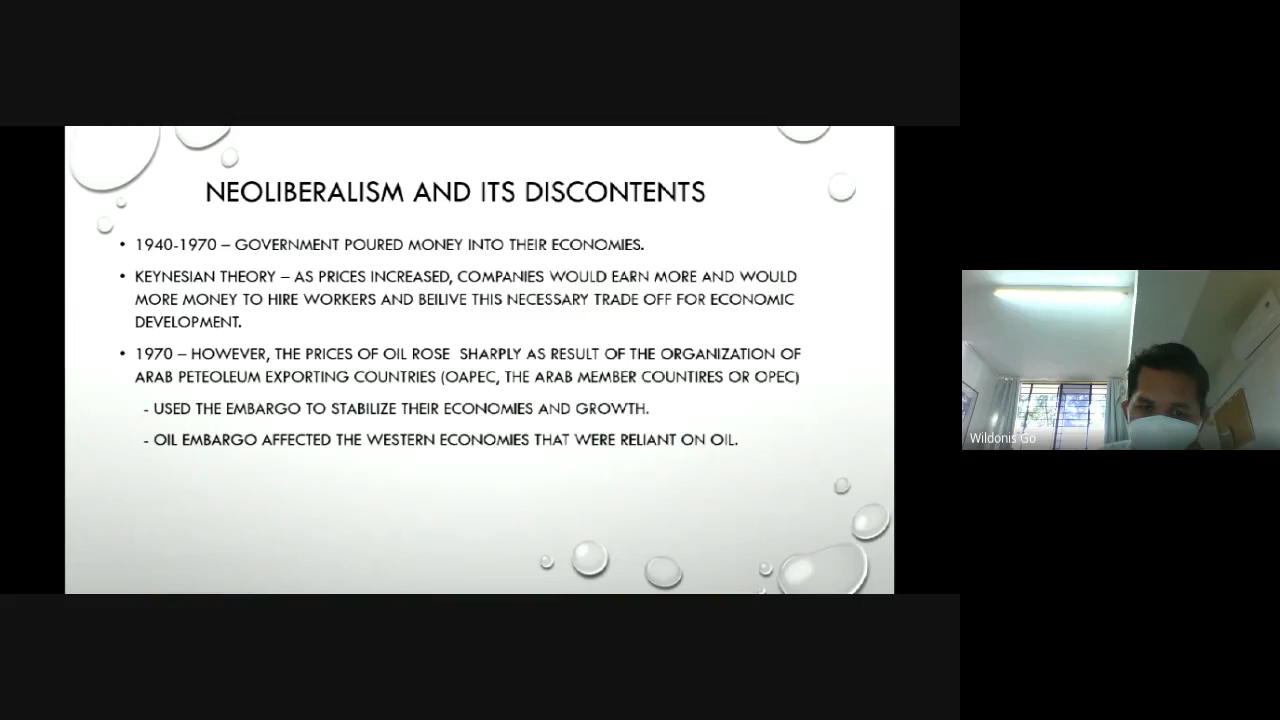 NEOLIBERALISM AND ITS DISCONTENTS
• 1940-1970 – GOVERNMENT POURED MONEY INTO THEIR ECONOMIES.
• KEYNESIAN THEORY – AS PRICES INCREASED, COMPANIES WOULD EARN MORE AND WOULD
MORE MONEY TO HIRE WORKERS AND BEILIVE THIS NECESSARY TRADE OFF FOR ECONOMIC
DEVELOPMENT.
• 1970 – HOWEVER, THE PRICES OF OIL ROSE SHARPLY AS RESULT OF THE ORGANIZATION OF
ARAB PETEOLEUM EXPORTING COUNTRIES (OAPEC, THE ARAB MEMBER COUNTIRES OR OPEC)
- USED THE EMBARGO TO STABILIZE THEIR ECONOMIES AND GROWTH.
- OIL EMBARGO AFFECTED THE WESTERN ECONOMIES THAT WERE RELIANT ON OIL.
Wildonis Go